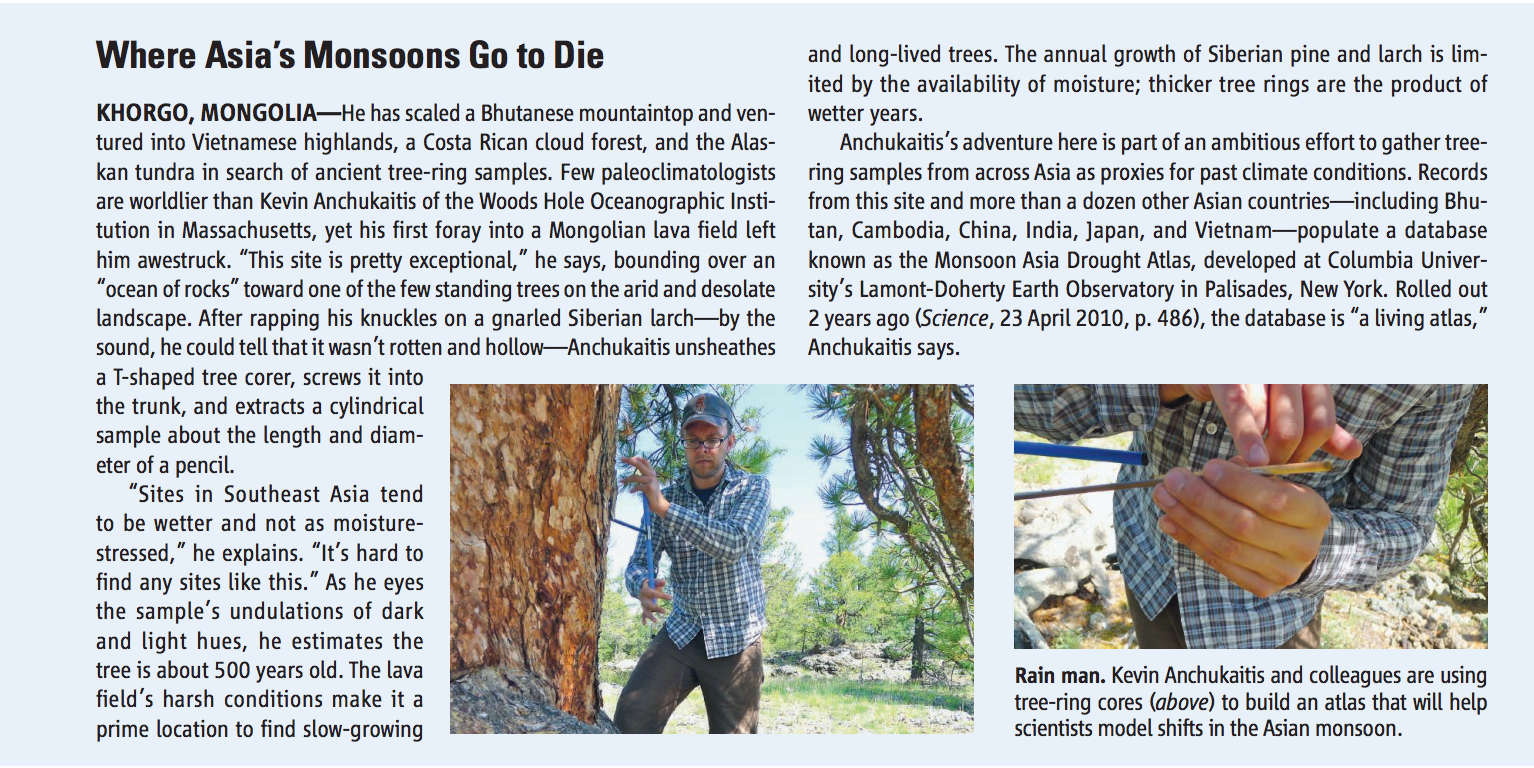 Where Asia's Monsoons Go to Die
KHORGO, MONGOLIA—He has scaled a Bhutanese mountaintop and ven-
tured into Vietnamese highlands, a Costa Rican cloud forest, and the Alas-
kan tundra in search of ancient tree-ring samples. Few paleoclimatologists
are worldlier than Kevin Anchukaitis of the Woods Hole Oceanographic Insti-
tution in Massachusetts, yet his first foray into a Mongolian lava field left
him awestruck. “This site is pretty exceptional,” he says, bounding over an
“ocean of rocks” toward one of the few standing trees on the arid and desolate
landscape. After rapping his knuckles on a gnarled Siberian larch—by the
sound, he could tell that it wasn't rotten and hollow—Anchukaitis unsheathes
a T-shaped tree corer, screws it into
the trunk, and extracts a cylindrical
sample about the length and diam-
eter of a pencil.
“Sites in Southeast Asia tend
to be wetter and not as moisture-
stressed,” he explains. “It's hard to
find any sites like this.” As he eyes
the sample's undulations of dark
and light hues, he estimates the
tree is about 500 years old. The lava
field's harsh conditions make it a
prime location to find slow-growing
and long-lived trees. The annual growth of Siberian pine and larch is lim-
ited by the availability of moisture; thicker tree rings are the product of
wetter years.
Anchukaitis's adventure here is part of an ambitious effort to gather tree-
ring samples from across Asia as proxies for past climate conditions. Records
from this site and more than a dozen other Asian countries—including Bhu-
tan, Cambodia, China, India, Japan, and Vietnam—populate a database
known as the Monsoon Asia Drought Atlas, developed at Columbia Univer-
sity's Lamont-Doherty Earth Observatory in Palisades, New York. Rolled out
2 years ago (Science, 23 April 2010, p. 486), the database is “a living atlas,”
Anchukaitis says.
Rain man. Kevin Anchukaitis and colleagues are using
tree-ring cores (above) to build an atlas that will help
scientists model shifts in the Asian monsoon.